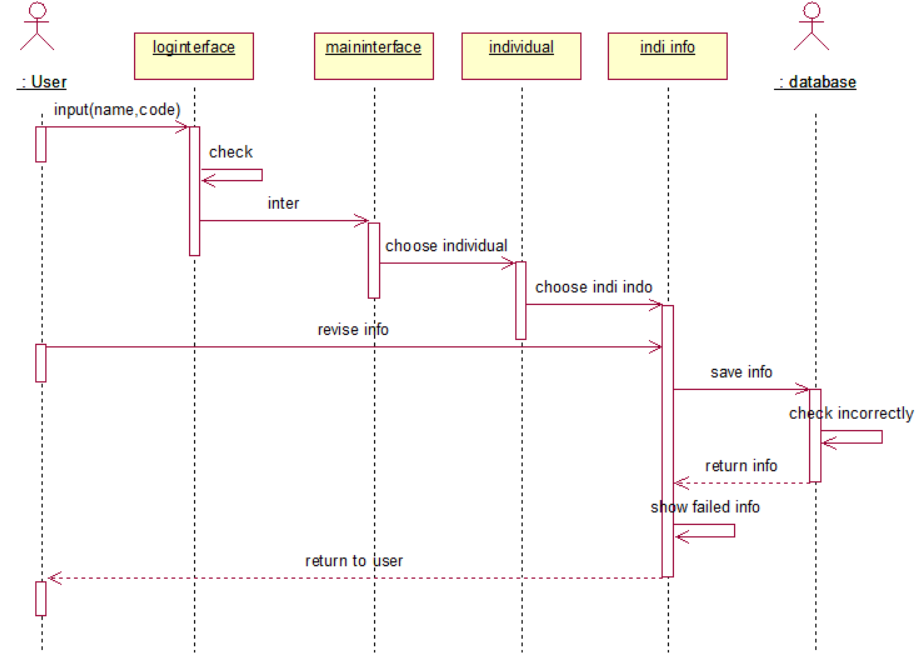 loginterface
maininterface
individual
indi info
: User
: database
input(name,code)
check
inter
choose individual
choose indi indo
revise info
save info
check incorrectly
return info
show failed info
return to user